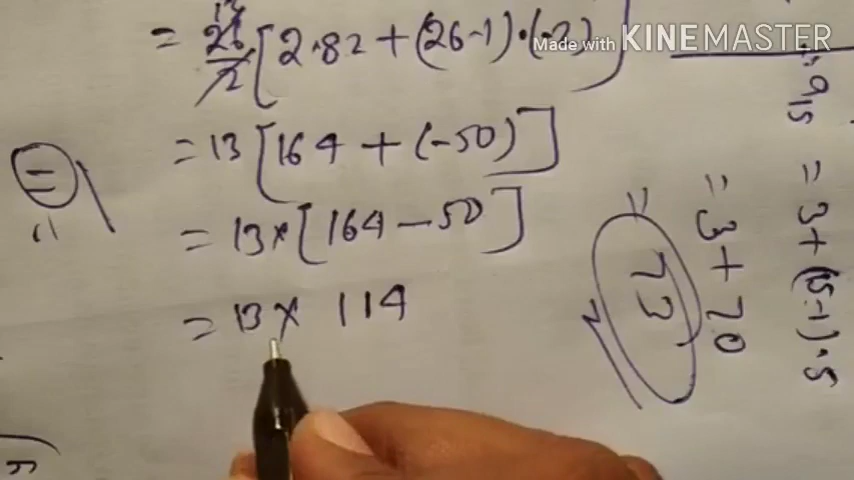 = 26/2 [2·82 + (26-1)·(-2)]
Made with KINEMASTER
= 13 [164 + (-50)]
= 13× [164 - 50]
= 13× 114
a15 = 3 + (15-1)·5
= 3 + 70
= 73